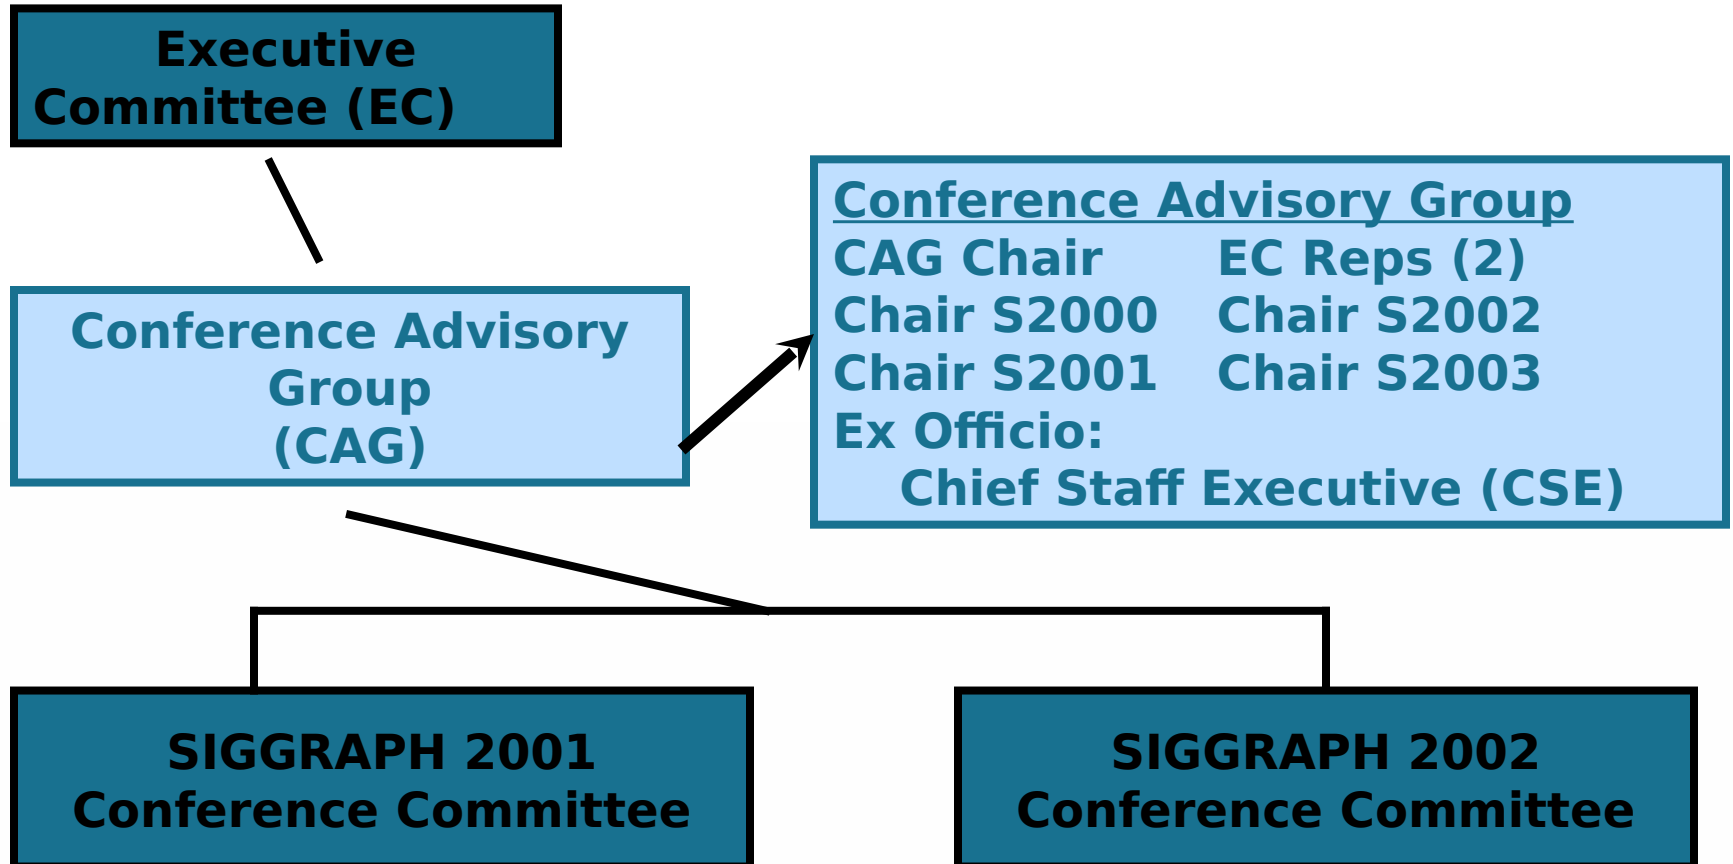 Executive
Committee (EC)
Conference Advisory Group
CAG Chair EC Reps (2)
Chair S2000 Chair S2002
Chair S2001 Chair S2003
Ex Officio:
Chief Staff Executive (CSE)
Conference Advisory
Group
(CAG)
SIGGRAPH 2001
Conference Committee
SIGGRAPH 2002
Conference Committee